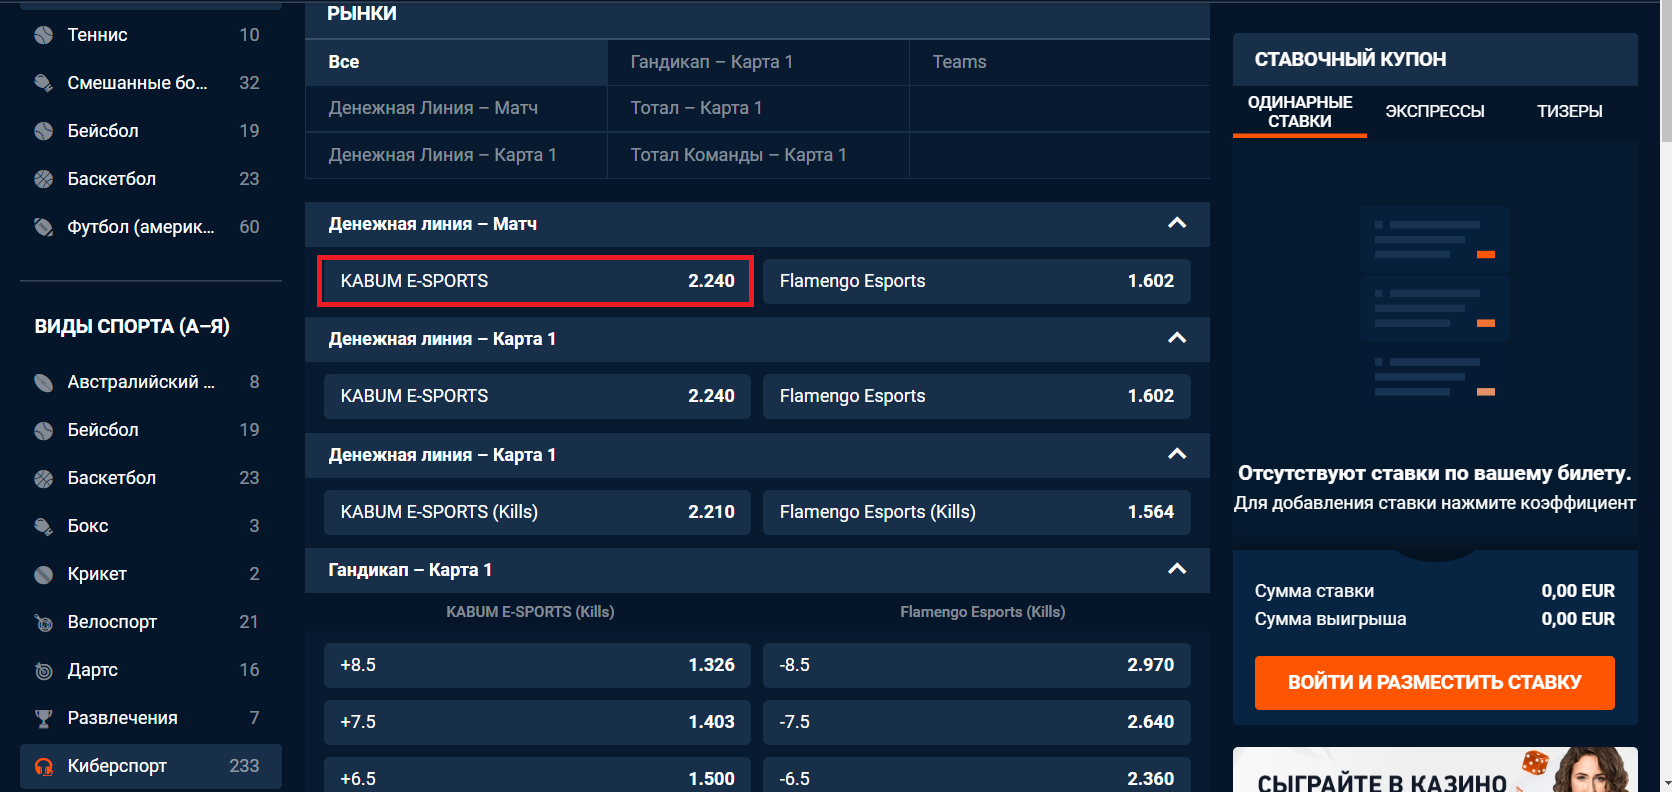 Теннис 10
Смешанные бо... 32
Бейсбол 19
Баскетбол 23
Футбол (америк... 60
ВИДЫ СПОРТА (А–Я)
Австралийский ... 8
Бейсбол 19
Баскетбол 23
Бокс 3
Крикет 2
Велоспорт 21
Дартс 16
Развлечения 7
Киберспорт 233
РЫНКИ
Все Гандикап – Карта 1 Teams
Денежная Линия – Матч Тотал – Карта 1
Денежная Линия – Карта 1 Тотал Команды – Карта 1
Денежная линия – Матч
KABUM E-SPORTS 2.240 Flamengo Esports 1.602
Денежная линия – Карта 1
KABUM E-SPORTS 2.240 Flamengo Esports 1.602
Денежная линия – Карта 1
KABUM E-SPORTS (Kills) 2.210 Flamengo Esports (Kills) 1.564
Гандикап – Карта 1
KABUM E-SPORTS (Kills) Flamengo Esports (Kills)
+8.5 1.326 -8.5 2.970
+7.5 1.403 -7.5 2.640
+6.5 1.500 -6.5 2.360
СТАВОЧНЫЙ КУПОН
ОДИНАРНЫЕ
СТАВКИ
ЭКСПРЕССЫ
ТИЗЕРЫ
Отсутствуют ставки по вашему билету.
Для добавления ставки нажмите коэффициент
Сумма ставки 0,00 EUR
Сумма выигрыша 0,00 EUR
ВОЙТИ И РАЗМЕСТИТЬ СТАВКУ
СЫГРАЙТЕ В КАЗИНО